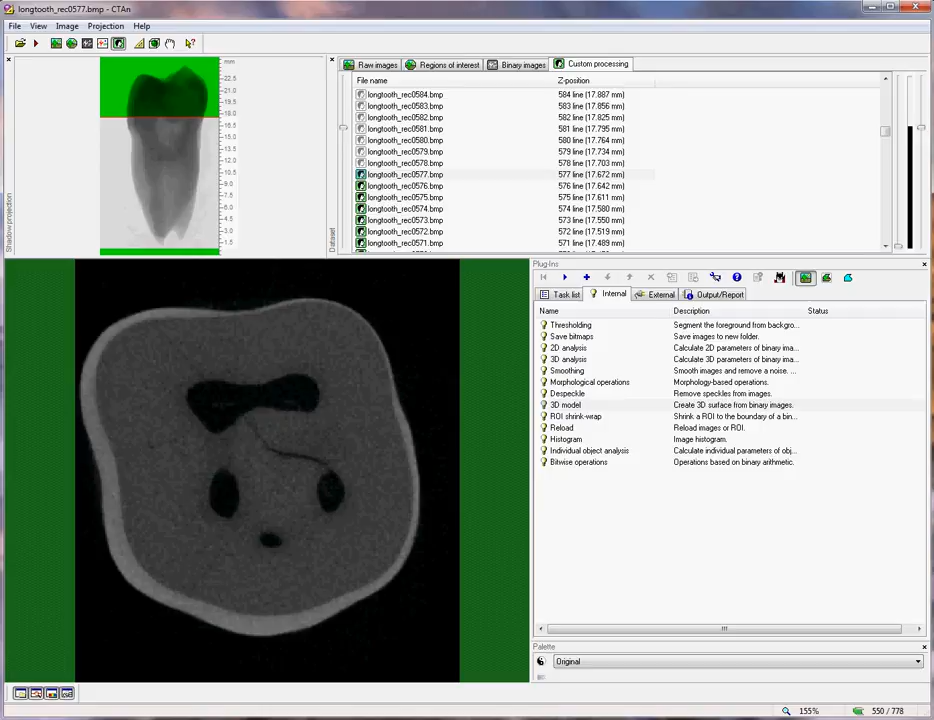 longtooth_rec0577.bmp - CTAn
File View Image Projection Help
mm
22.5
21.0
19.5
18.0
16.5
15.0
13.5
12.0
10.5
9.0
7.5
6.0
4.5
3.0
1.5
Shadow projection
Dataset
Raw images Regions of interest Binary images Custom processing
File name Z-position
longtooth_rec0584.bmp 584 line (17.887 mm)
longtooth_rec0583.bmp 583 line (17.856 mm)
longtooth_rec0582.bmp 582 line (17.825 mm)
longtooth_rec0581.bmp 581 line (17.795 mm)
longtooth_rec0580.bmp 580 line (17.764 mm)
longtooth_rec0579.bmp 579 line (17.734 mm)
longtooth_rec0578.bmp 578 line (17.703 mm)
longtooth_rec0577.bmp 577 line (17.672 mm)
longtooth_rec0576.bmp 576 line (17.642 mm)
longtooth_rec0575.bmp 575 line (17.611 mm)
longtooth_rec0574.bmp 574 line (17.580 mm)
longtooth_rec0573.bmp 573 line (17.550 mm)
longtooth_rec0572.bmp 572 line (17.519 mm)
longtooth_rec0571.bmp 571 line (17.489 mm)
Plug-Ins
Task list Internal External Output/Report
Name Description Status
Thresholding Segment the foreground from backgro...
Save bitmaps Save images to new folder.
2D analysis Calculate 2D parameters of binary ima...
3D analysis Calculate 3D parameters of binary ima...
Smoothing Smooth images and remove a noise. ...
Morphological operations Morphology-based operations.
Despeckle Remove speckles from images.
3D model Create 3D surface from binary images.
ROI shrink-wrap Shrink a ROI to the boundary of a bin...
Reload Reload images or ROI.
Histogram Image histogram.
Individual object analysis Calculate individual parameters of obj...
Bitwise operations Operations based on binary arithmetic.
Palette
Original
155% 550 / 778